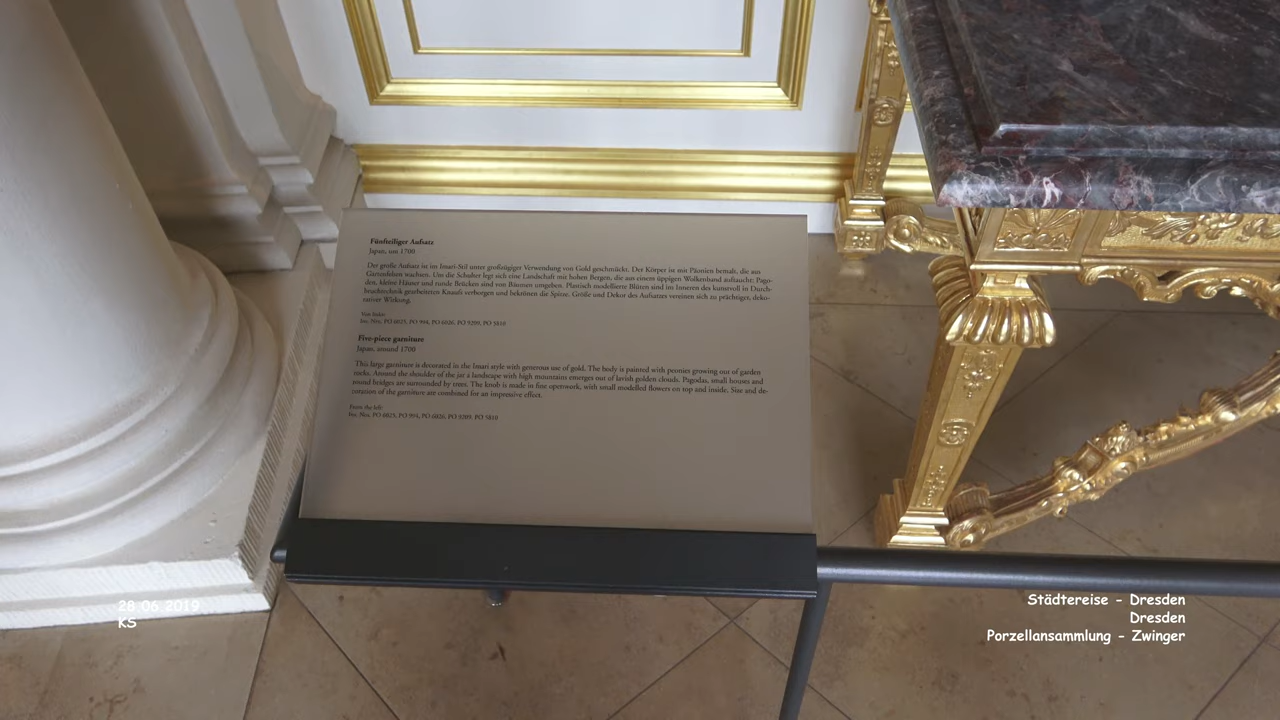 Fünfteiliger Aufsatz
Japan, um 1700
Der große Aufsatz ist im Imari-Stil unter großzügiger Verwendung von Gold geschmückt. Der Körper ist mit Päonien bemalt, die aus
Gartenfelsen wachsen. Um die Schulter legt sich eine Landschaft mit hohen Bergen, die aus einem üppigen Wolkenband auftaucht: Pago-
den, kleine Häuser und runde Brücken sind von Bäumen umgeben. Plastisch modellierte Blüten sind im Inneren des kunstvoll in Durch-
bruchtechnik gearbeiteten Knaufs verborgen und bekrönen die Spitze. Größe und Dekor des Aufsatzes vereinen sich zu prächtiger, deko-
rativer Wirkung.
Von links:
Inv. Nrn. PO 6025, PO 994, PO 6026, PO 9209, PO 5810
Five-piece garniture
Japan, around 1700
This large garniture is decorated in the Imari style with generous use of gold. The body is painted with peonies growing out of garden
rocks. Around the shoulder of the jar a landscape with high mountains emerges out of lavish golden clouds. Pagodas, small houses and
round bridges are surrounded by trees. The knob is made in fine openwork, with small modelled flowers on top and inside. Size and de-
coration of the garniture are combined for an impressive effect.
From the left:
Inv. Nos. PO 6025, PO 994, PO 6026, PO 9209, PO 5810
28.06.2019
KS
Städtereise - Dresden
Dresden
Porzellansammlung - Zwinger